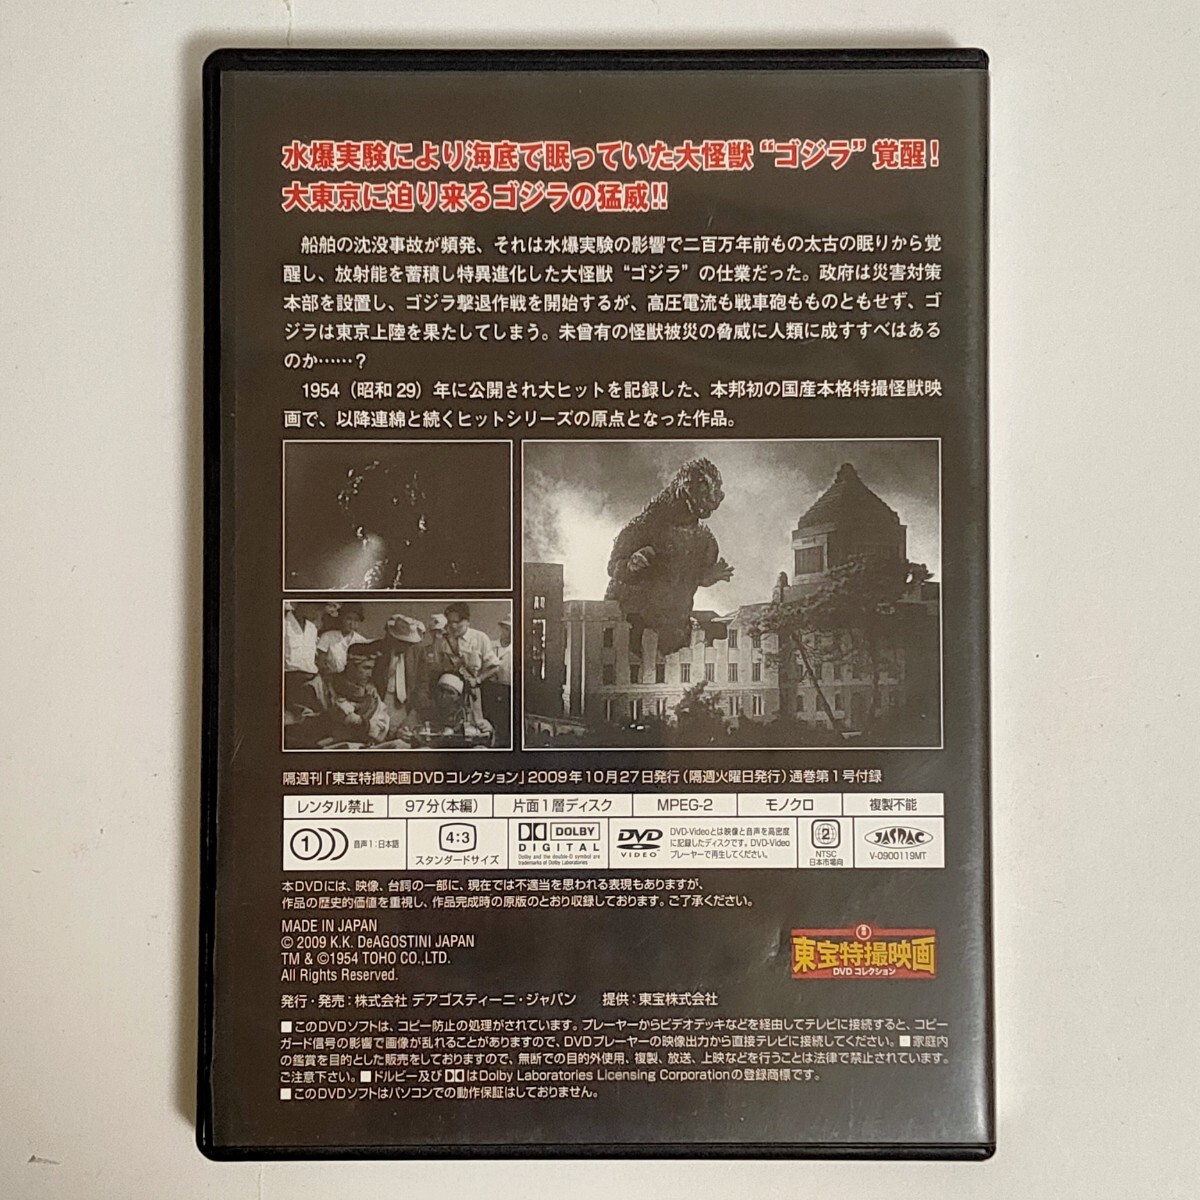 水爆実験により海底で眠っていた大怪獣“ゴジラ”覚醒!
大東京に迫り来るゴジラの猛威!!
船舶の沈没事故が頻発、それは水爆実験の影響で二百万年前もの太古の眠りから覚
醒し、放射能を蓄積し特異進化した大怪獣“ゴジラ”の仕業だった。政府は災害対策
本部を設置し、ゴジラ撃退作戦を開始するが、高圧電流も戦車砲もものともせず、ゴ
ジラは東京上陸を果たしてしまう。未曾有の怪獣被災の脅威に人類に成すすべはある
のか……?
1954(昭和29)年に公開され大ヒットを記録した、本邦初の国産本格特撮怪獣映
画で、以降連綿と続くヒットシリーズの原点となった作品。
隔週刊「東宝特撮映画DVDコレクション」2009年10月27日発行(隔週火曜日発行)通巻第1号付録
レンタル禁止 97分(本編) 片面1層ディスク MPEG-2 モノクロ 複製不能
1 音声1:日本語
4:3
スタンダードサイズ
DOLBY
DIGITAL
Dolby and the double-D symbol are
trademarks of Dolby Laboratories
DVD
VIDEO
DVD-Videoとは映像と音声を高密度
に記録したディスクです。DVD-Video
プレーヤーで再生してください。
2
NTSC
日本市場向
JASRAC
V-0900119MT
本DVDには、映像、台詞の一部に、現在では不適当を思われる表現もありますが、
作品の歴史的価値を重視し、作品完成時の原版のとおり収録しております。ご了承ください。
MADE IN JAPAN
© 2009 K.K. DeAGOSTINI JAPAN
TM & ©1954 TOHO CO.,LTD.
All Rights Reserved.
東宝特撮映画
DVDコレクション
発行・発売:株式会社 デアゴスティーニ・ジャパン 提供:東宝株式会社
■このDVDソフトは、コピー防止の処理がされています。プレーヤーからビデオデッキなどを経由してテレビに接続すると、コピー
ガード信号の影響で画像が乱れることがありますので、DVDプレーヤーの映像出力から直接テレビに接続してください。■家庭内
の鑑賞を目的とした販売をしておりますので、無断での目的外使用、複製、放送、上映などを行うことは法律で禁止されています。
ご注意下さい。■ドルビー及びDDはDolby Laboratories Licensing Corporationの登録商標です。
■このDVDソフトはパソコンでの動作保証はしておりません。